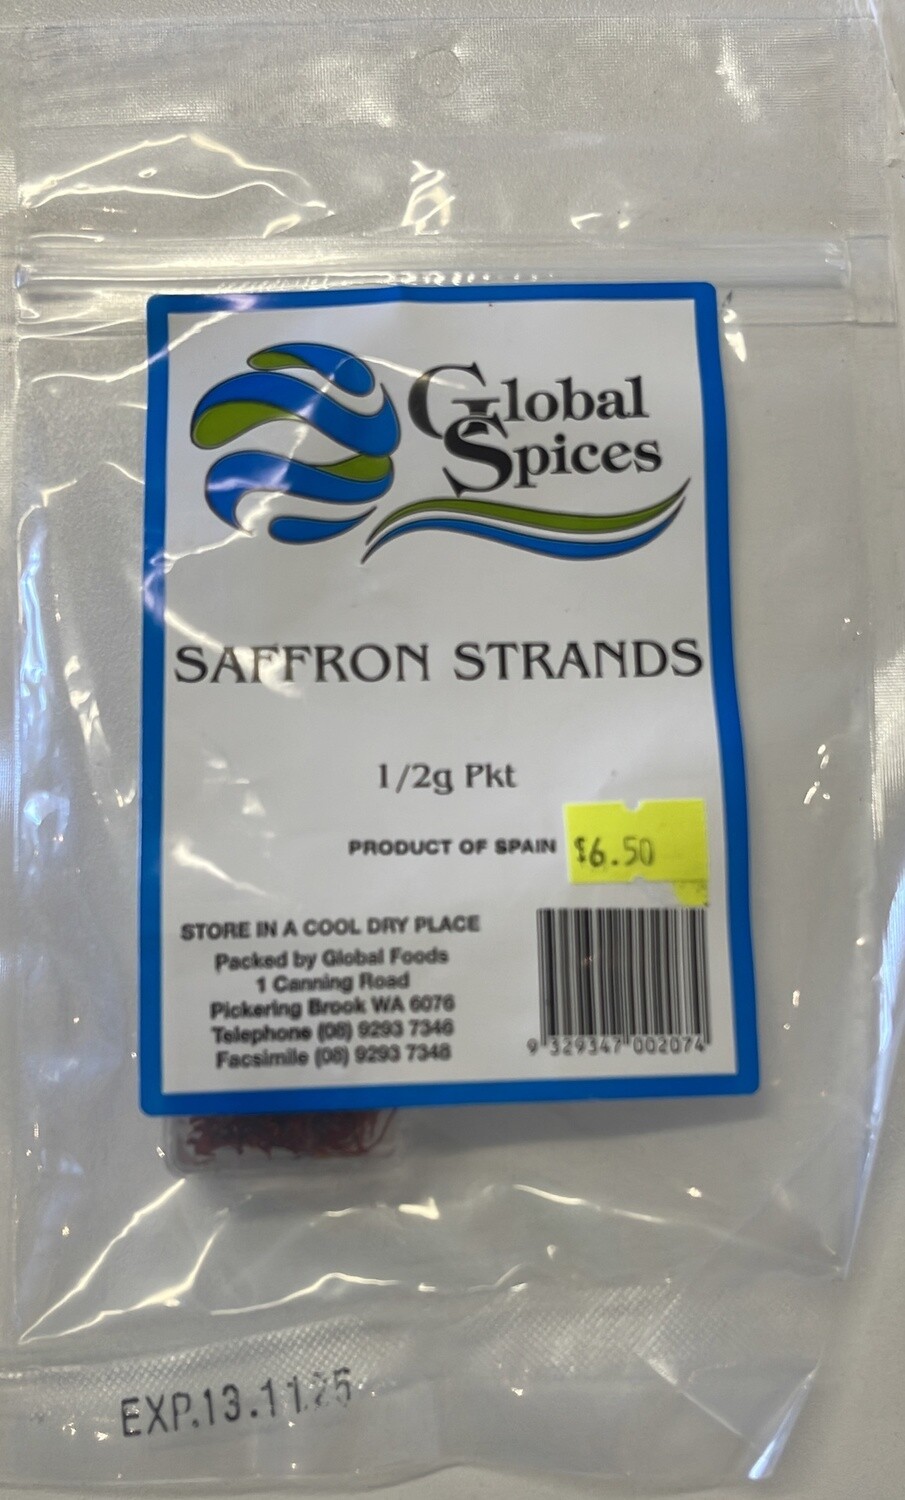 Global
Spices
SAFFRON STRANDS
1/2g Pkt
PRODUCT OF SPAIN
$6.50
STORE IN A COOL DRY PLACE
Packed by Global Foods
1 Canning Road
Pickering Brook WA 6076
Telephone (08) 9293 7346
Facsimile (08) 9293 7348
9 329347 002074
EXP.13.11.25